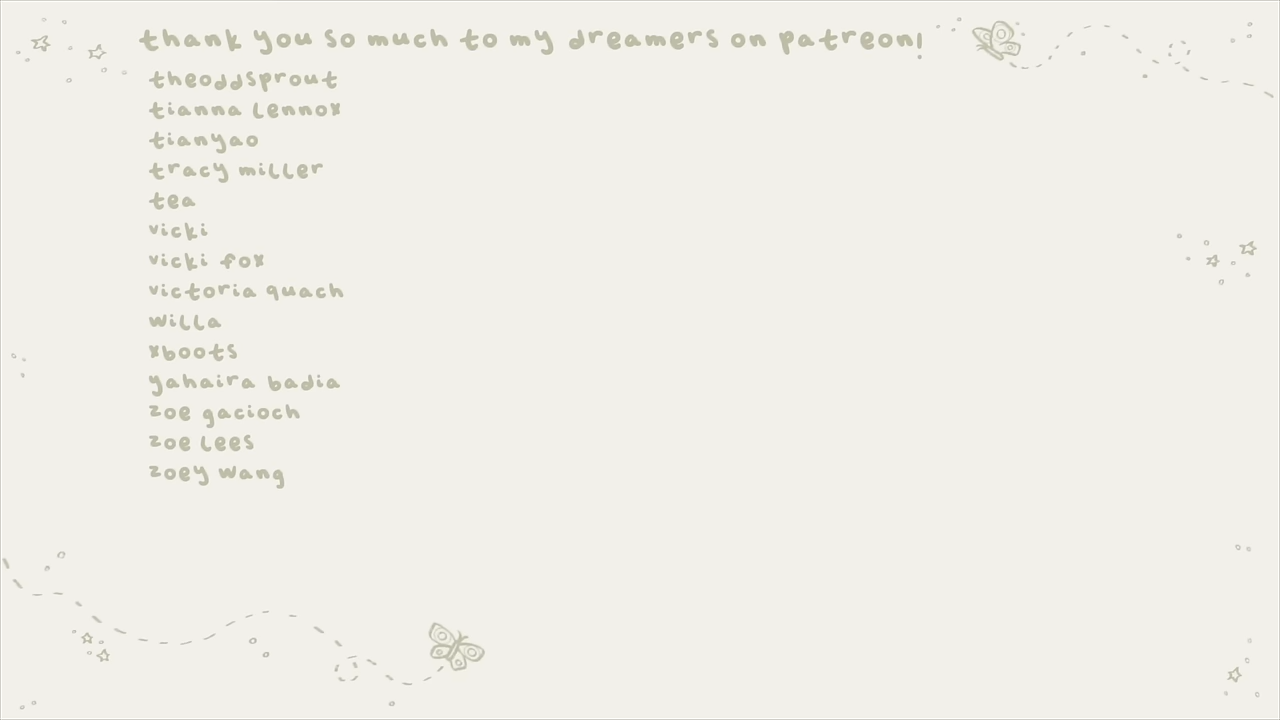 thank you so much to my dreamers on patreon!
theoddsprout
tianna lennox
tianyao
tracy miller
tea
vicki
vicki fox
victoria quach
willa
xboots
yahaira badia
zoe gacioch
zoe lees
zoey wang